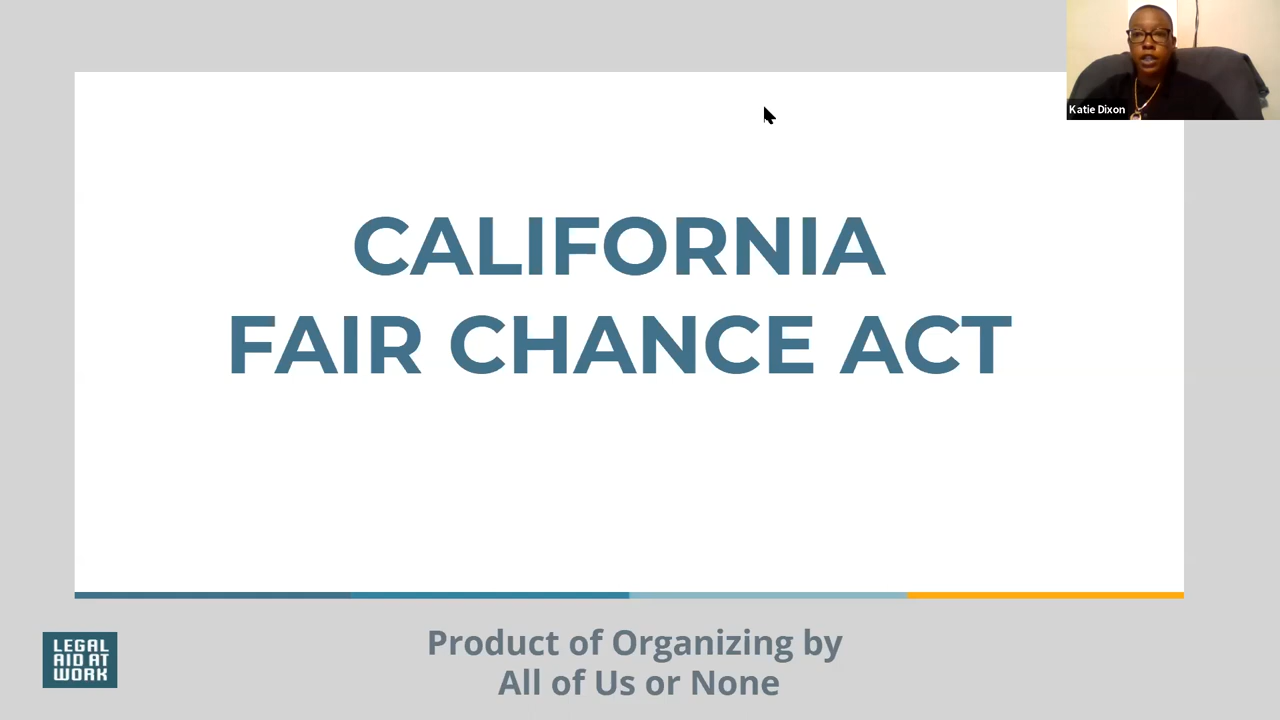 Katie Dixon
CALIFORNIA
FAIR CHANCE ACT
LEGAL
AID AT
WORK
Product of Organizing by
All of Us or None